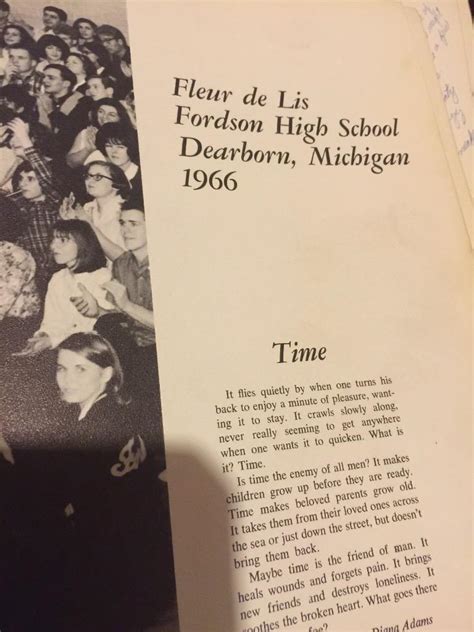 Fleur de Lis
Fordson High School
Dearborn, Michigan
1966
Time
It flies quietly by when one turns his
back to enjoy a minute of pleasure, want-
ing it to stay. It crawls slowly along,
never really seeming to get anywhere
when one wants it to quicken. What is
it? Time.
Is time the enemy of all men? It makes
children grow up before they are ready.
Time makes beloved parents grow old.
It takes them from their loved ones across
the sea or just down the street, but doesn't
bring them back.
Maybe time is the friend of man. It
heals wounds and forgets pain. It brings
new friends and destroys loneliness. It
soothes the broken heart. What goes there
foe?
Diana Adams